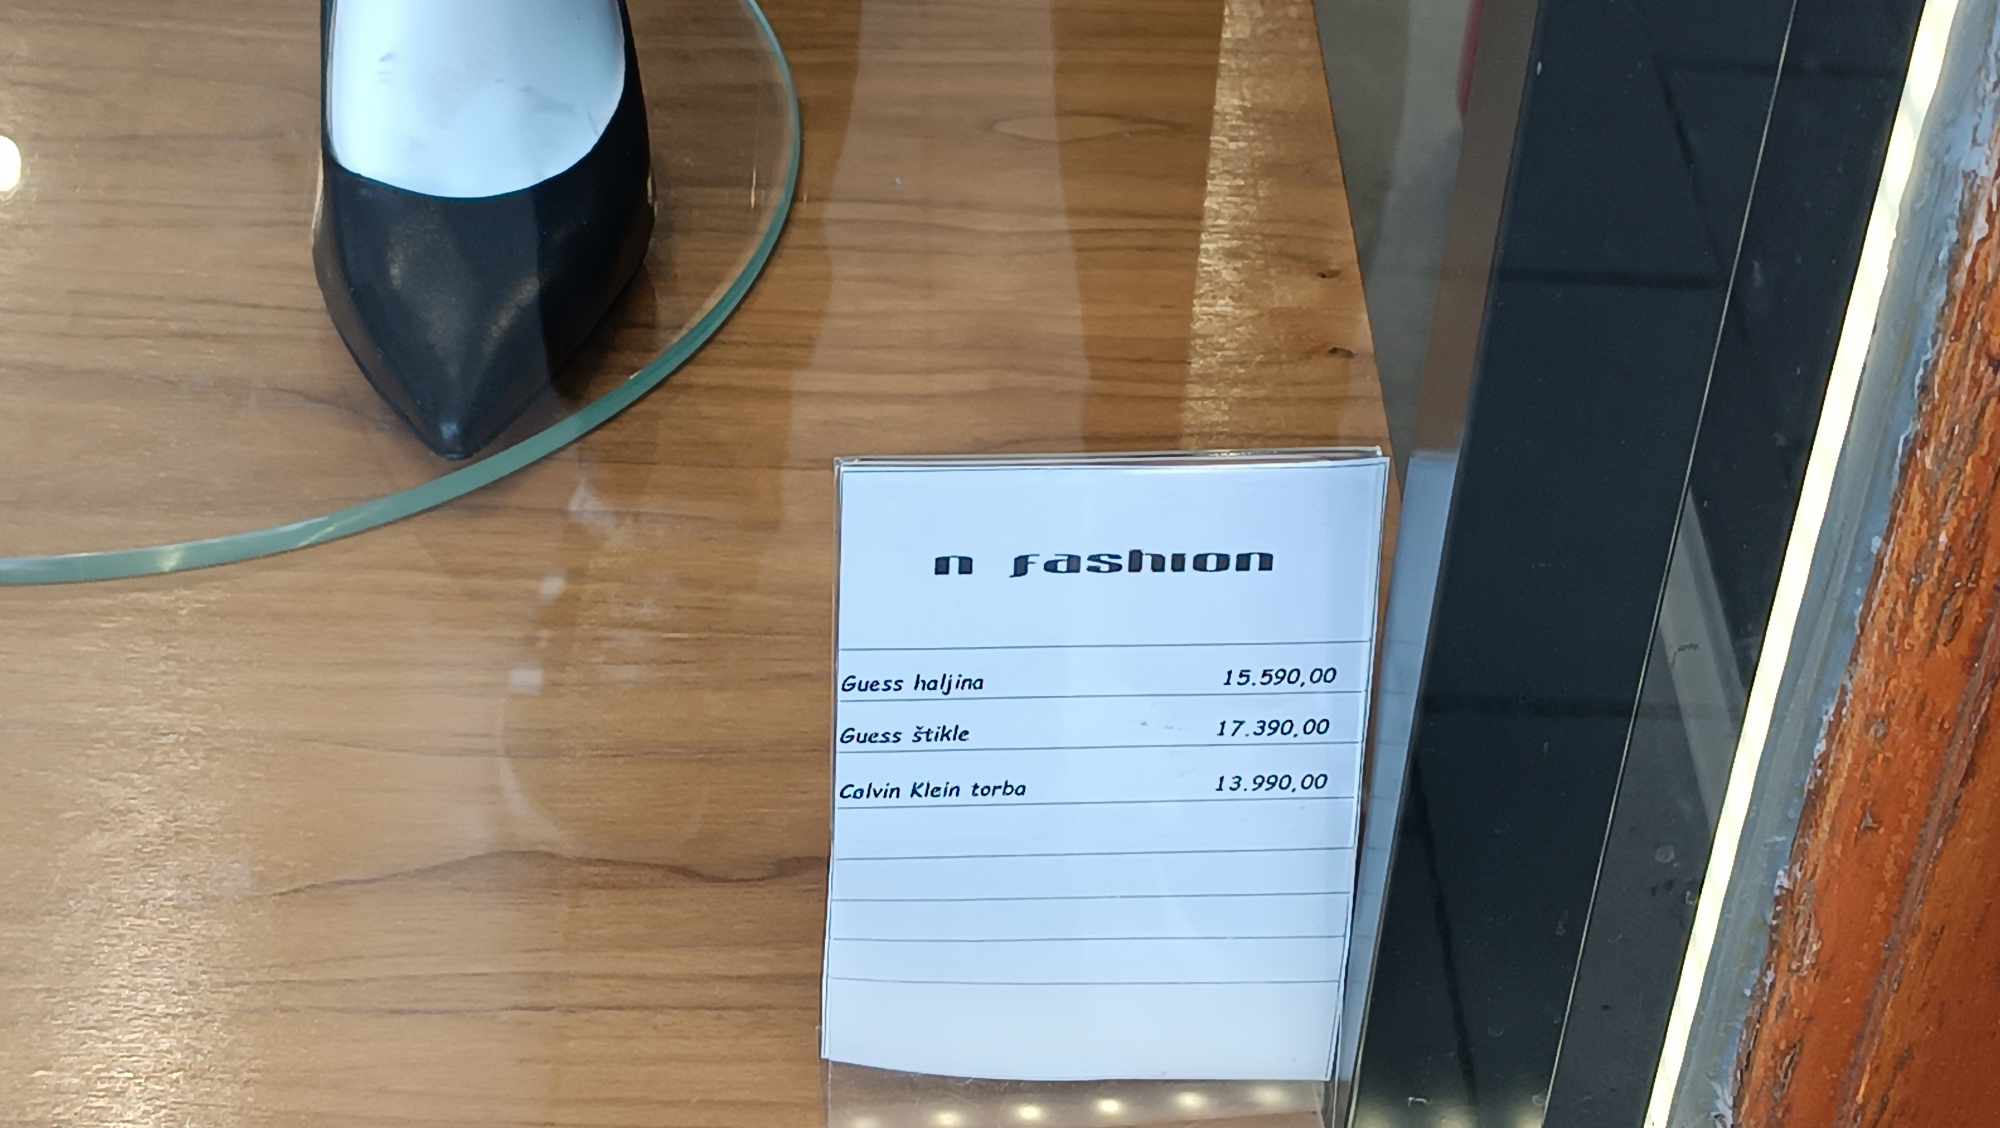 n fashion
Guess haljina 15.590,00
Guess štikle 17.390,00
Calvin Klein torba 13.990,00